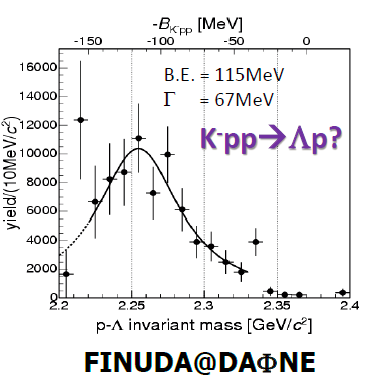 -B K-pp [MeV]
-150 -100 -50 0
B.E. = 115MeV
Γ = 67MeV
K-pp→Λp?
yield/(10MeV/c²)
16000
14000
12000
10000
8000
6000
4000
2000
0
2.2 2.25 2.3 2.35 2.4
p-Λ invariant mass [GeV/c²]
FINUDA@DAΦNE